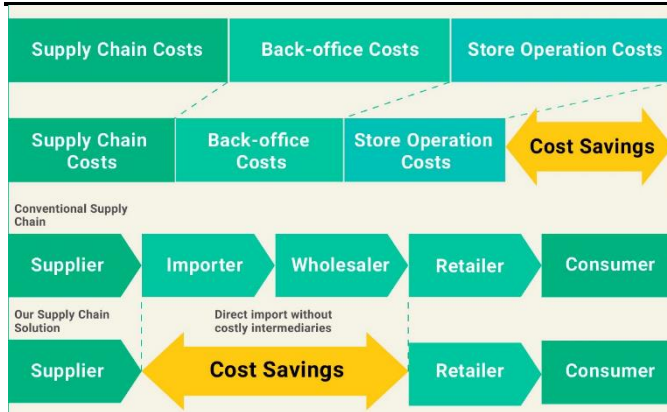 Supply Chain Costs
Back-office Costs
Store Operation Costs
Supply Chain
Costs
Back-office
Costs
Store Operation
Costs
Cost Savings
Conventional Supply
Chain
Supplier
Importer
Wholesaler
Retailer
Consumer
Our Supply Chain
Solution
Direct import without
costly intermediaries
Supplier
Cost Savings
Retailer
Consumer